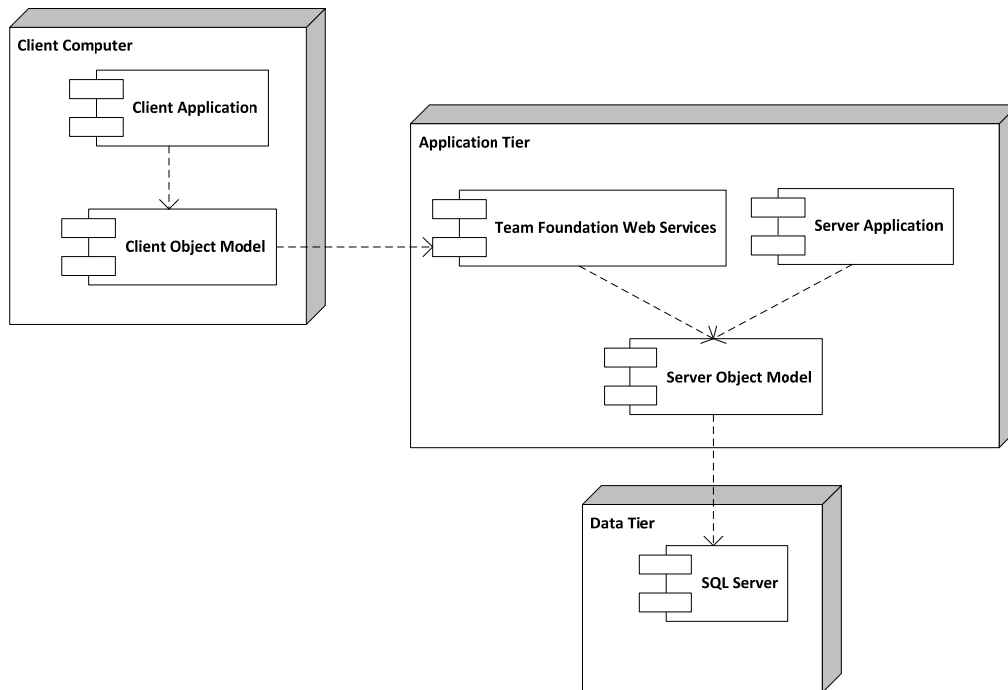 Client Computer
Client Application
Client Object Model
Application Tier
Team Foundation Web Services
Server Application
Server Object Model
Data Tier
SQL Server